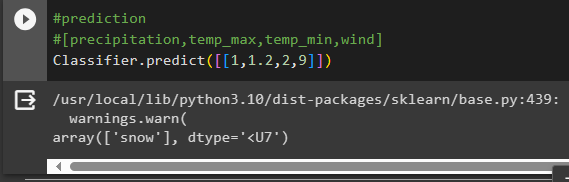 #prediction
#[precipitation,temp_max,temp_min,wind]
Classifier.predict([[1,1.2,2,9]])
/usr/local/lib/python3.10/dist-packages/sklearn/base.py:439:
warnings.warn(
array(['snow'], dtype='<U7')